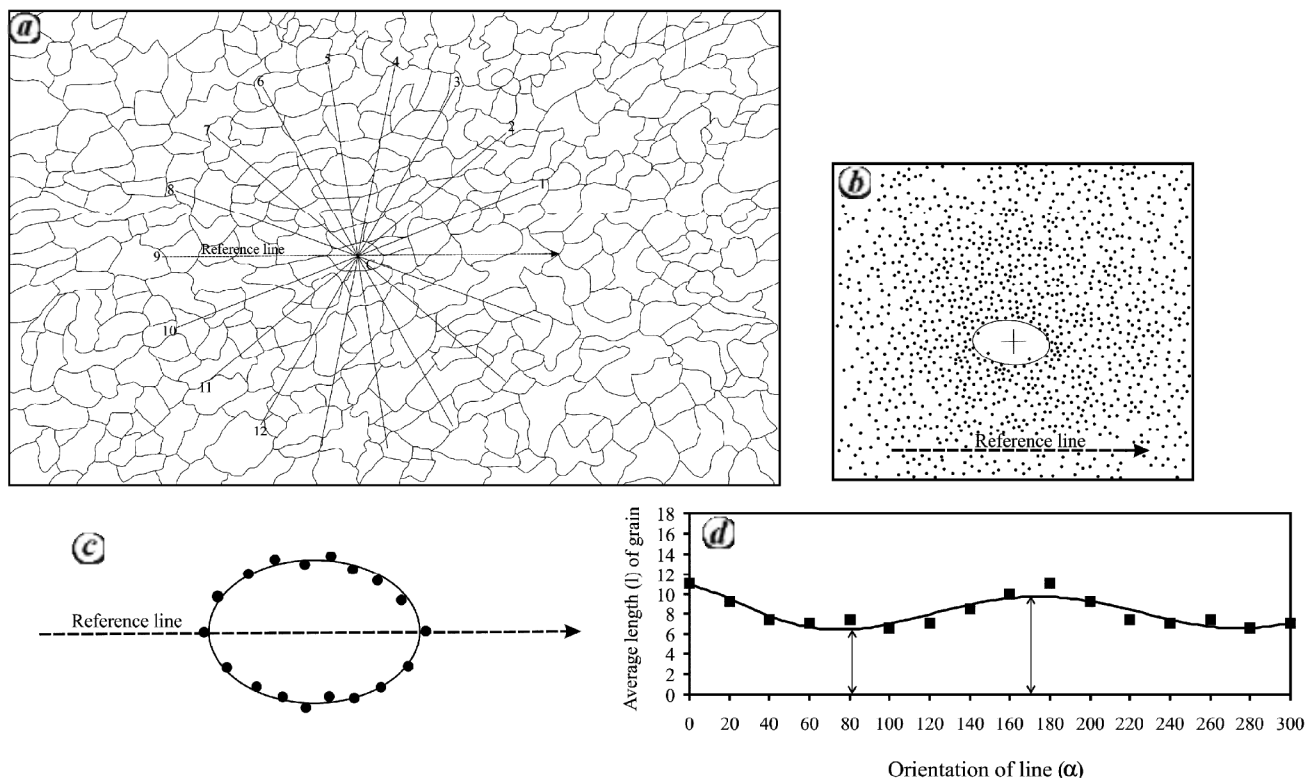 a
5
4
6
3
7
2
8
1
Reference line
9
C
10
11
12
b
Reference line
c
Reference line
d
Average length (l) of grain
18
16
14
12
10
8
6
4
2
0
0 20 40 60 80 100 120 140 160 180 200 220 240 260 280 300
Orientation of line (α)